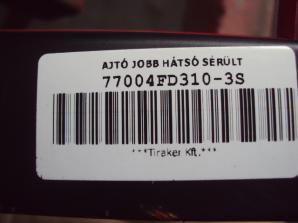 AJTÓ JOBB HÁTSÓ SÉRÜLT
77004FD310-3S
***Tiraker Kft.***